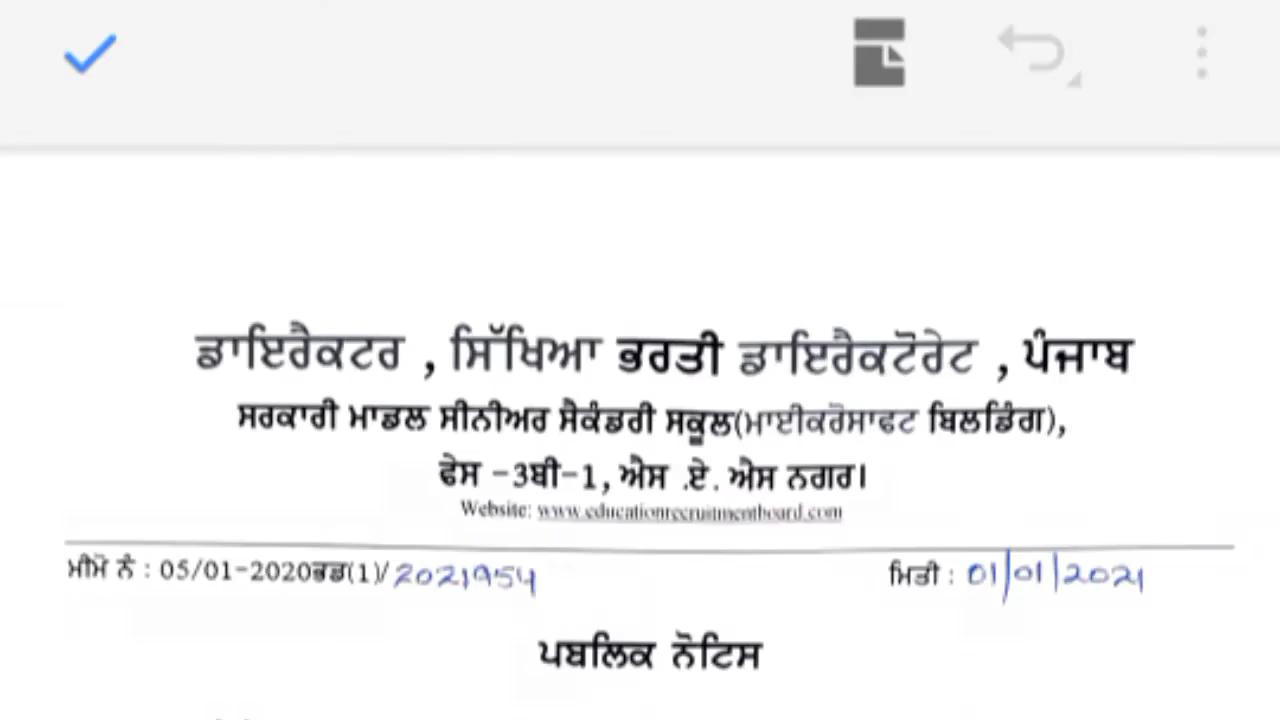 ਡਾਇਰੈਕਟਰ , ਸਿੱਖਿਆ ਭਰਤੀ ਡਾਇਰੈਕਟੋਰੇਟ , ਪੰਜਾਬ
ਸਰਕਾਰੀ ਮਾਡਲ ਸੀਨੀਅਰ ਸੈਕੰਡਰੀ ਸਕੂਲ(ਮਾਈਕਰੋਸਾਫਟ ਬਿਲਡਿੰਗ),
ਫੇਸ -3ਬੀ-1, ਐਸ .ਏ. ਐਸ ਨਗਰ।
Website: www.educationrecruitmentboard.com
ਮੀਮੋ ਨੰ : 05/01-2020ਭਡ(1)/ 2021954 ਮਿਤੀ : 01/01/2021
ਪਬਲਿਕ ਨੋਟਿਸ